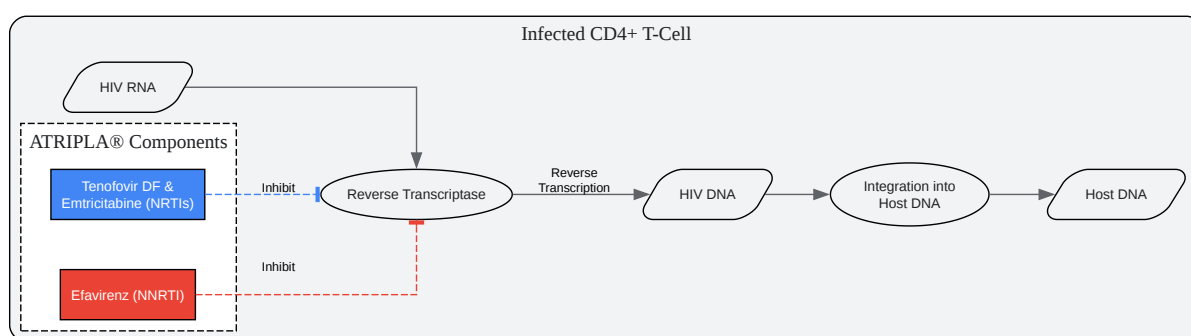 Infected CD4+ T-Cell
HIV RNA
ATRIPLA® Components
Tenofovir DF &
Emtricitabine (NRTIs)
Inhibit
Reverse Transcriptase
Reverse
Transcription
HIV DNA
Integration into
Host DNA
Host DNA
Efavirenz (NNRTI)
Inhibit